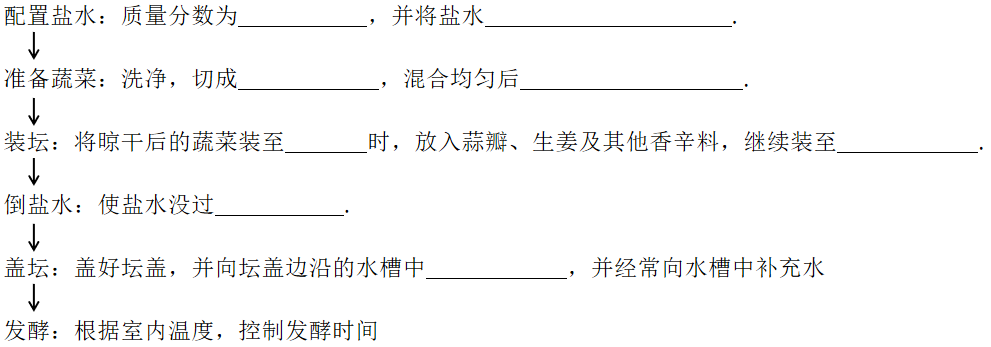 配置盐水：质量分数为___________，并将盐水_____________________.
准备蔬菜：洗净，切成____________，混合均匀后___________________.
装坛：将晾干后的蔬菜装至_______时，放入蒜瓣、生姜及其他香辛料，继续装至____________.
倒盐水：使盐水没过___________.
盖坛：盖好坛盖，并向坛盖边沿的水槽中____________，并经常向水槽中补充水
发酵：根据室内温度，控制发酵时间